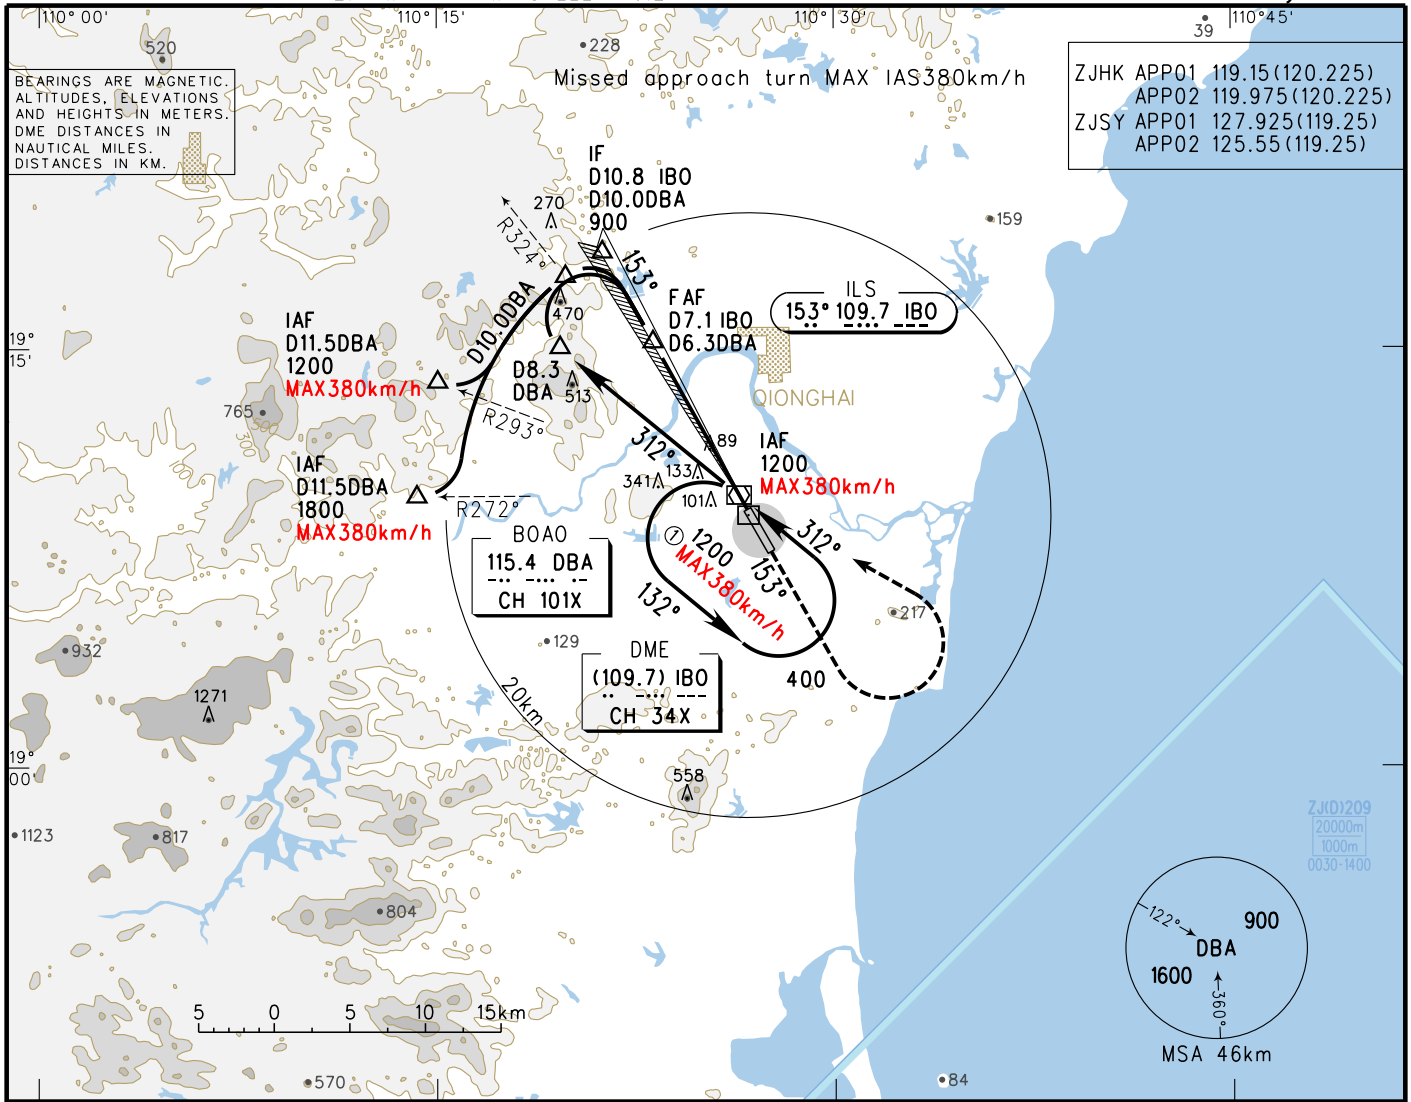 110° 00'
110° 15'
110° 30'
110° 45'
520
228
39
BEARINGS ARE MAGNETIC.
ALTITUDES, ELEVATIONS
AND HEIGHTS IN METERS.
DME DISTANCES IN
NAUTICAL MILES.
DISTANCES IN KM.
Missed approach turn MAX IAS380km/h
ZJHK APP01 119.15(120.225)
APP02 119.975(120.225)
ZJSY APP01 127.925(119.25)
APP02 125.55(119.25)
IF
D10.8 IBO
D10.0DBA
900
270
R324°
159
153°
470
D10.0DBA
FAF
D7.1 IBO
D6.3DBA
ILS
153° 109.7 IBO
IAF
D11.5DBA
1200
MAX380km/h
19°
15'
D8.3
DBA
513
QIONGHAI
765
500
300
100
R293°
312°
89
IAF
1200
MAX380km/h
133
341
101
IAF
D11.5DBA
1800
MAX380km/h
R272°
BOAO
115.4 DBA
CH 101X
① 1200
MAX380km/h
153°
312°
132°
217
129
DME
(109.7) IBO
CH 34X
400
20km
932
1271
19°
00'
558
1123
817
804
ZJ(D)209
20000m
1000m
0030-1400
122°
900
DBA
1600
360°
MSA 46km
5 0 5 10 15km
570
84